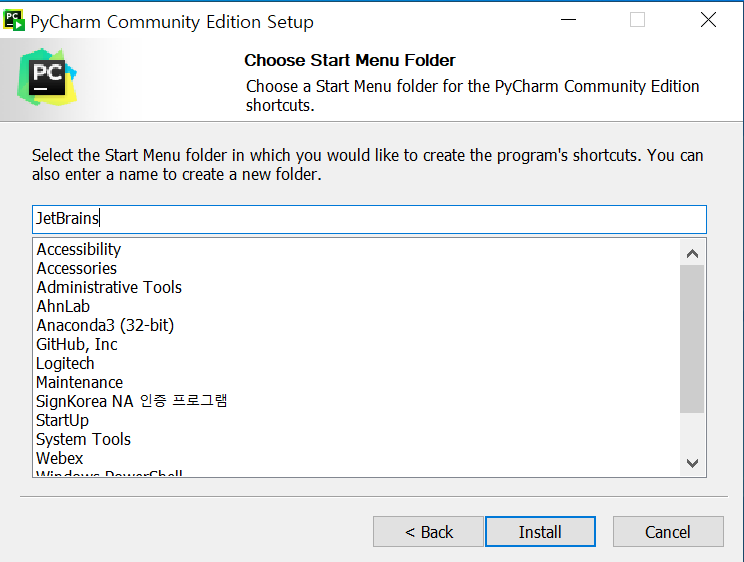 PyCharm Community Edition Setup
Choose Start Menu Folder
Choose a Start Menu folder for the PyCharm Community Edition
shortcuts.
PC
Select the Start Menu folder in which you would like to create the program's shortcuts. You can
also enter a name to create a new folder.
JetBrains
Accessibility
Accessories
Administrative Tools
AhnLab
Anaconda3 (32-bit)
GitHub, Inc
Logitech
Maintenance
SignKorea NA 인증 프로그램
StartUp
System Tools
Webex
Windows PowerShell
< Back
Install
Cancel